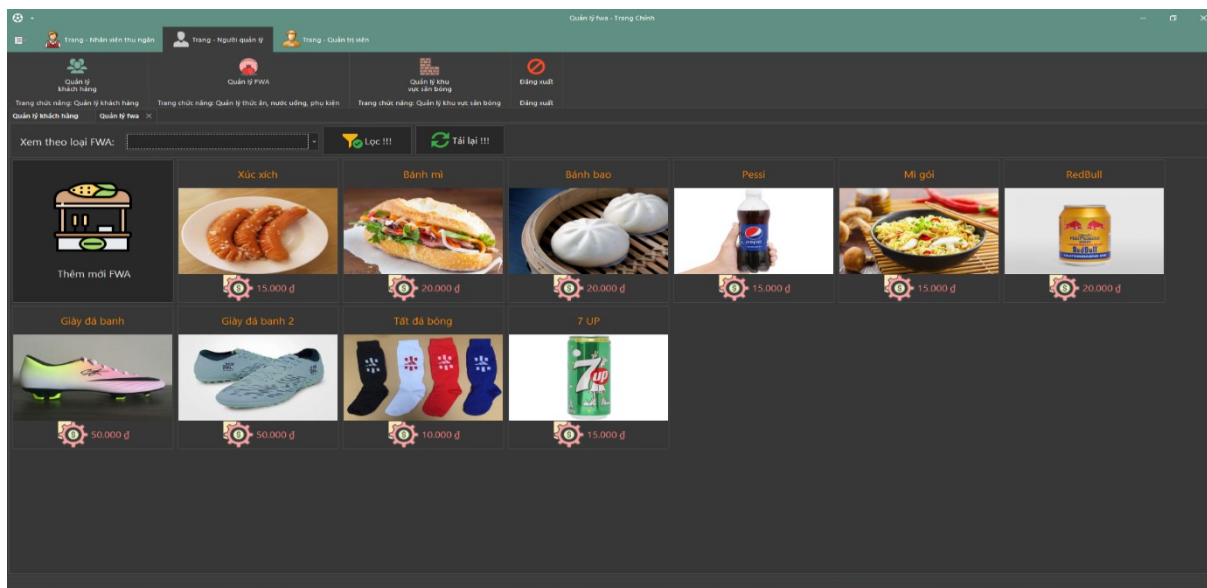 Quản lý fwa - Trang Chính
Trang - Nhân viên thu ngân Trang - Người quản lý Trang - Quản trị viên
Quản lý khách hàng
Quản lý FWA
Quản lý khu vực sân bóng
Đăng xuất
Trang chức năng: Quản lý khách hàng Trang chức năng: Quản lý thức ăn, nước uống, phụ kiện Trang chức năng: Quản lý khu vực sân bóng Đăng xuất
Quản lý khách hàng Quản lý fwa
Xem theo loại FWA: Lọc !!! Tải lại !!!
Thêm mới FWA
Xúc xích
15.000 ₫
Bánh mì
20.000 ₫
Bánh bao
20.000 ₫
Pessi
pepsi
15.000 ₫
Mì gói
15.000 ₫
RedBull
RedBull
20.000 ₫
Giày đá banh
50.000 ₫
Giày đá banh 2
50.000 ₫
Tất đá bóng
10.000 ₫
7 UP
7up
15.000 ₫